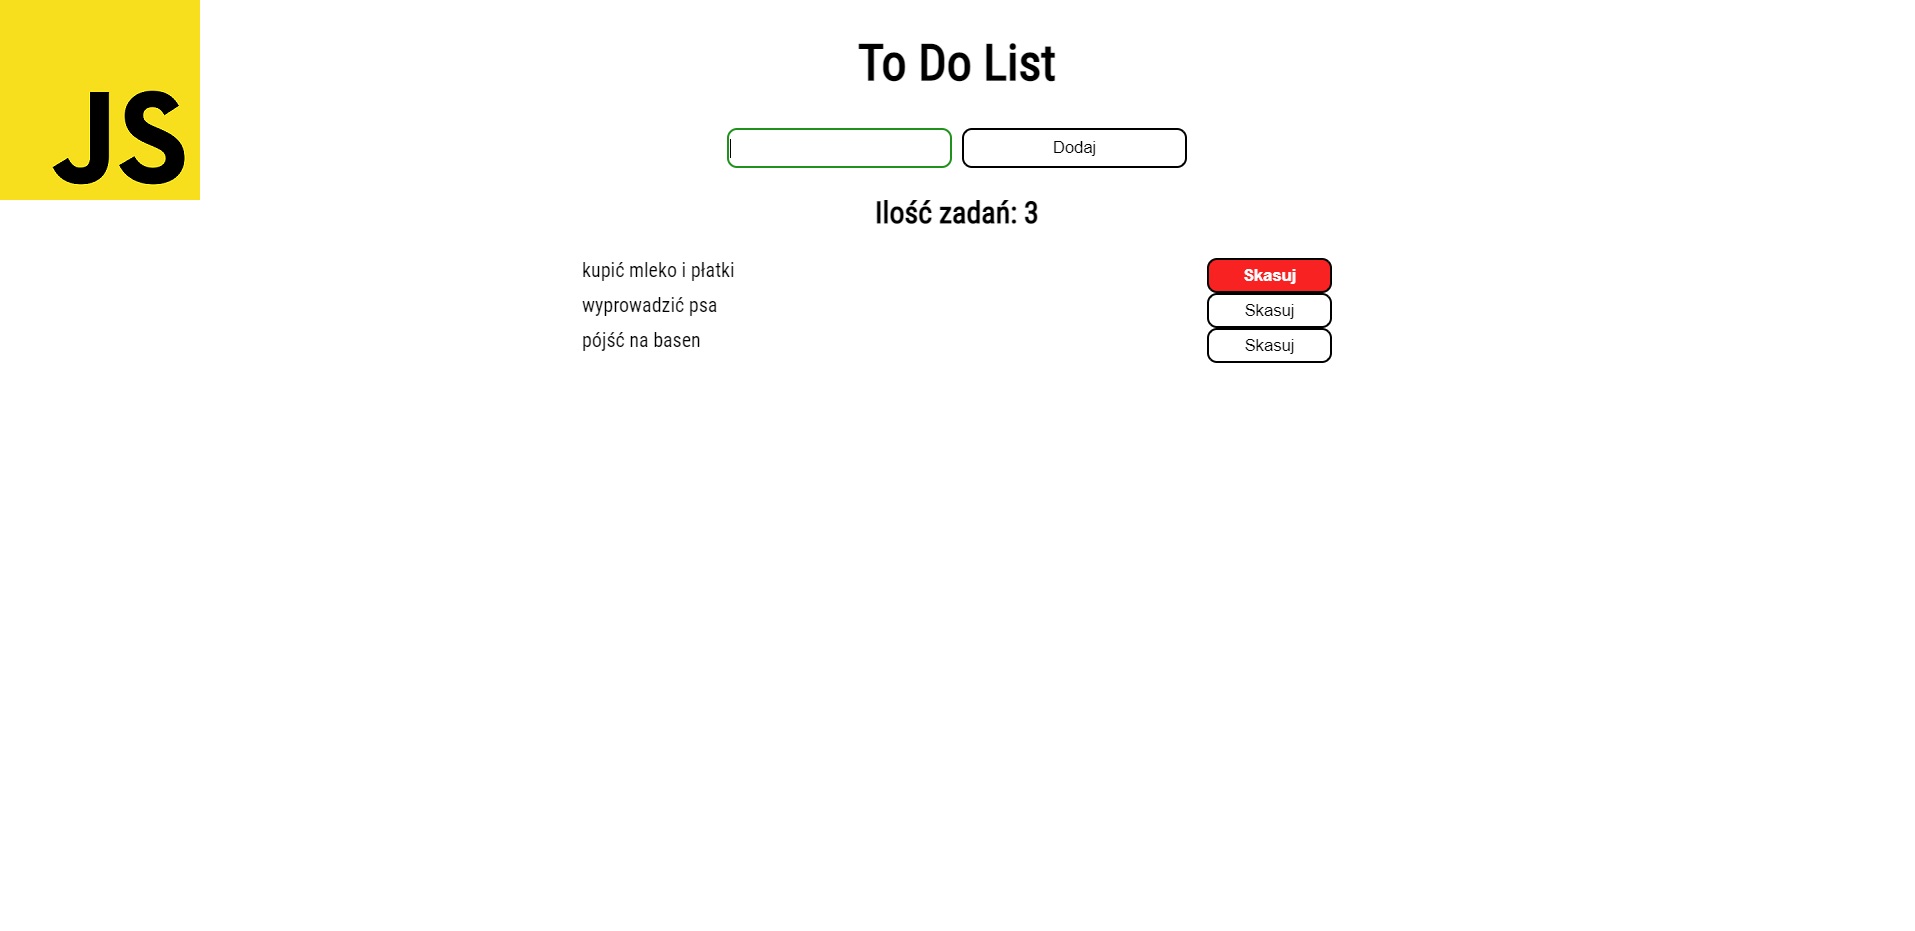 JS
To Do List
Dodaj
Ilość zadań: 3
kupić mleko i płatki Skasuj
wyprowadzić psa Skasuj
pójść na basen Skasuj